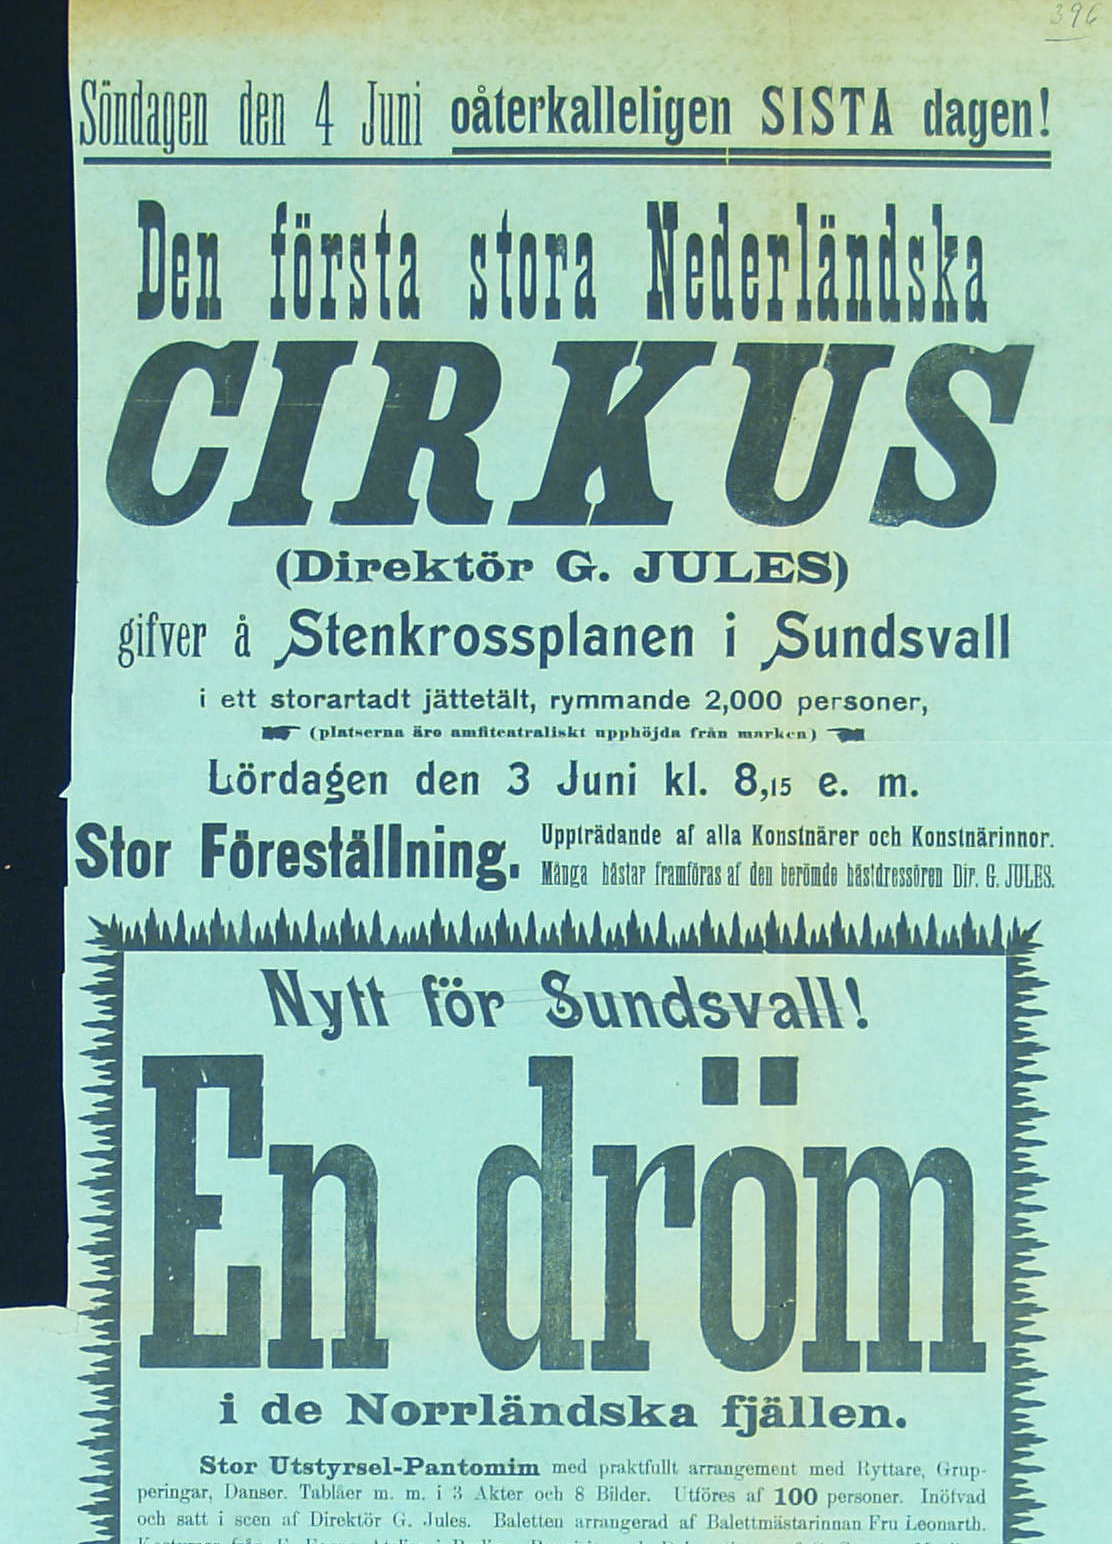 396
Söndagen den 4 Juni oåterkalleligen SISTA dagen!
Den första stora Nederländska
CIRKUS
(Direktör G. JULES)
gifver å Stenkrossplanen i Sundsvall
i ett storartadt jättetält, rymmande 2,000 personer,
(platserna äro amfiteatraliskt upphöjda från marken)
Lördagen den 3 Juni kl. 8,15 e. m.
Stor Föreställning.
Uppträdande af alla Konstnärer och Konstnärinnor.
Många hästar framföras af den berömde hästdressören Dir. G. JULES.
Nytt för Sundsvall!
En dröm
i de Norrländska fjällen.
Stor Utstyrsel-Pantomim med praktfullt arrangement med Ryttare, Grup-
peringar, Danser. Tablåer m. m. i 3 Akter och 8 Bilder. Utföres af 100 personer. Inöfvad
och satt i scen af Direktör G. Jules. Baletten arrangerad af Balettmästarinnan Fru Leonarth.